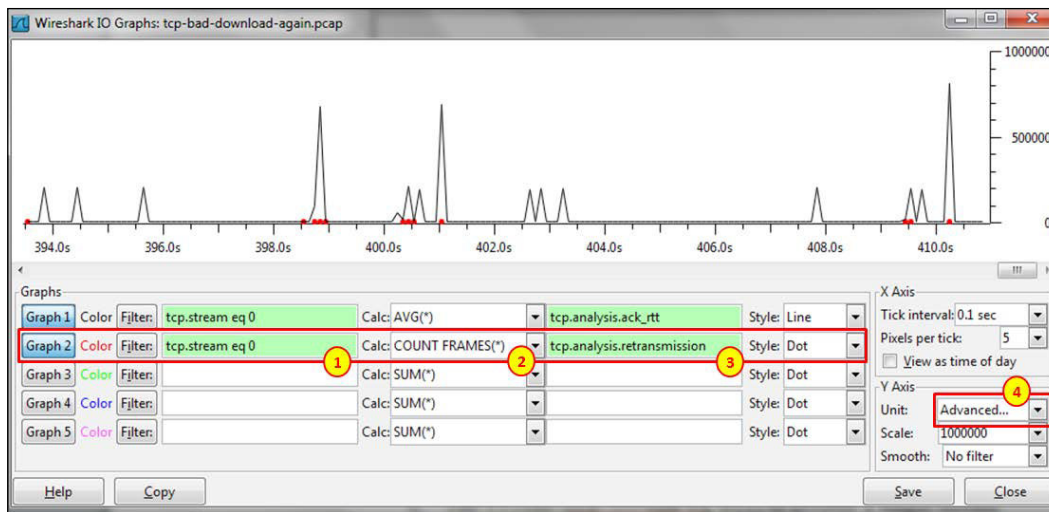 Wireshark IO Graphs: tcp-bad-download-again.pcap
1000000
500000
0
394.0s 396.0s 398.0s 400.0s 402.0s 404.0s 406.0s 408.0s 410.0s
Graphs
Graph 1 Color Filter: tcp.stream eq 0 Calc: AVG(*) tcp.analysis.ack_rtt Style: Line
Graph 2 Color Filter: tcp.stream eq 0 1 Calc: COUNT FRAMES(*) 2 tcp.analysis.retransmission 3 Style: Dot
Graph 3 Color Filter: Calc: SUM(*) Style: Dot
Graph 4 Color Filter: Calc: SUM(*) Style: Dot
Graph 5 Color Filter: Calc: SUM(*) Style: Dot
X Axis
Tick interval: 0.1 sec
Pixels per tick: 5
View as time of day
Y Axis
4
Unit: Advanced...
Scale: 1000000
Smooth: No filter
Help Copy Save Close